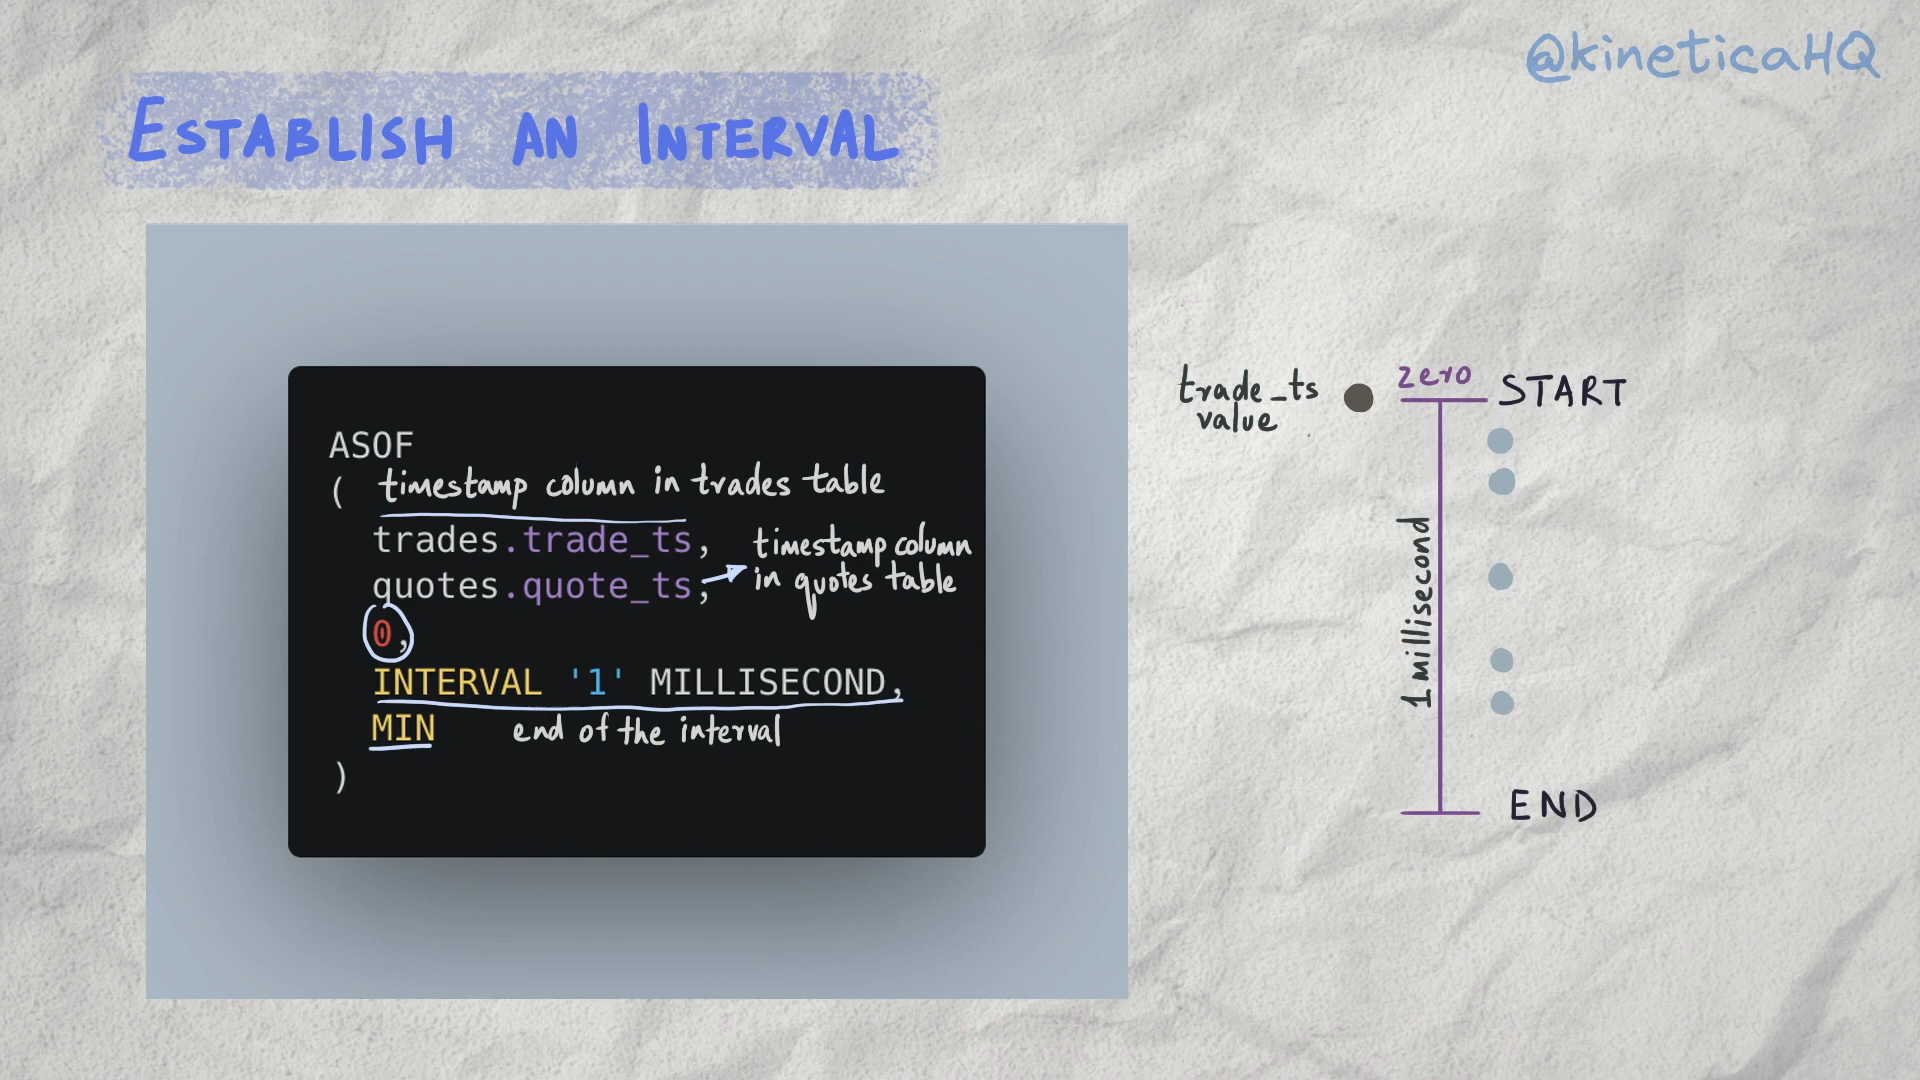 @kineticaHQ
ESTABLISH AN INTERVAL
ASOF
( timestamp column in trades table
trades.trade_ts,
quotes.quote_ts,
timestamp column
in quotes table
0,
INTERVAL '1' MILLISECOND,
MIN
end of the interval
)
trade_ts
value
zero
START
1 millisecond
END